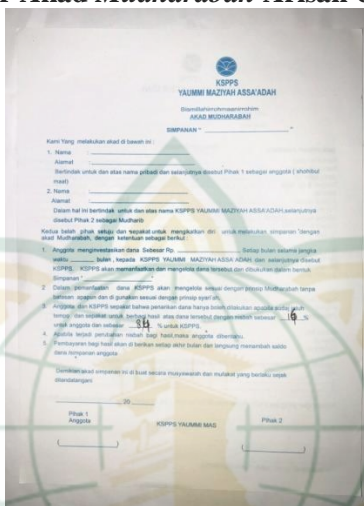 Akad Mudharabah Arisan
KSPPS
YAUMMI MAZIYAH ASSA'ADAH
Bismillahirrohmaanirrohim
AKAD MUDHARABAH
SIMPANAN " "
Kami Yang melakukan akad di bawah ini :
1. Nama :
Alamat :
Bertindak untuk dan atas nama pribadi dan selanjutnya disebut Pihak 1 sebagai anggota ( shohibul
maal)
2. Nama :
Alamat :
Dalam hal ini bertindak untuk dan atas nama KSPPS YAUMMI MAZIYAH ASSA'ADAH,selanjutnya
disebut Pihak 2 sebagai Mudharib
Kedua belah pihak setuju dan sepakat untuk mengikatkan diri untuk melakukan simpanan "dengan
akad Mudharabah, dengan ketentuan sebagai berikut :
1. Anggota menginvestasikan dana Sebesar Rp. Setiap bulan selama jangka
waktu bulan , kepada KSPPS YAUMMI MAZIYAH ASSA'ADAH dan selanjutnya disebut
KSPPS, KSPPS akan memanfaatkan dan mengelola dana tersebut dan dibukukan dalam bentuk
Simpanan " "
2. Dalam pemanfaatan dana KSPPS akan mengelola sesuai dengan prinsip Mudharabah tanpa
batasan apapun dan di gunakan sesuai dengan prinsip syari'ah.
3. Anggota dan KSPPS sepakat bahwa penarikan dana hanya boleh dilakukan apabila sudah jatuh
tempo dan sepakat untuk berbagi hasil atas dana tersebut dengan nisbah sebesar 16 %
untuk anggota dan sebesar 84 % untuk KSPPS.
4. Apabila terjadi perubahan nisbah bagi hasil,maka anggota ditermaui.
5. Pembayaran bagi hasil akan di berikan setiap akhir bulan dan langsung menambah saldo
dana simpanan anggota
Demikian akad simpanan ini di buat secara musyawarah dan mufakat yang berlaku sejak
ditandatangani
, 20
Pihak 1
Anggota
KSPPS YAUMMI MAS
Pihak 2